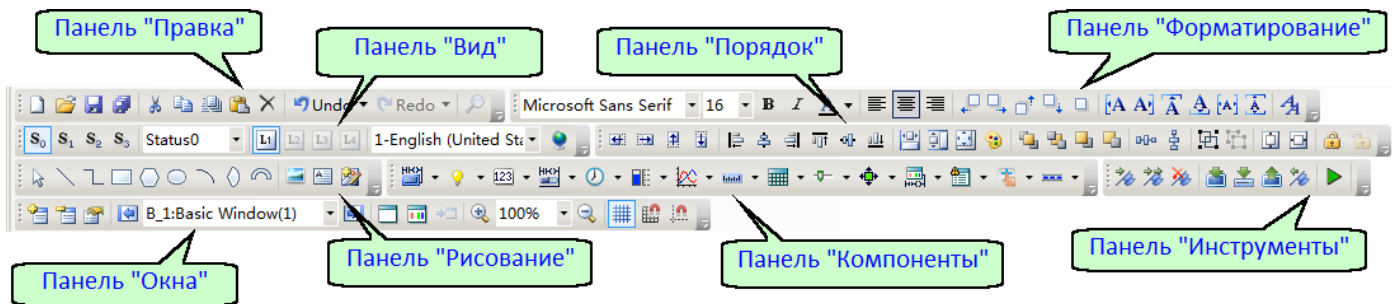 Панель "Правка"
Панель "Вид"
Панель "Порядок"
Панель "Форматирование"
Undo Redo Microsoft Sans Serif 16 B I A
S0 S1 S2 S3 Status0 L1 L2 L3 L4 1-English (United Sta
123
B_1:Basic Window(1) 100%
Панель "Окна"
Панель "Рисование"
Панель "Компоненты"
Панель "Инструменты"